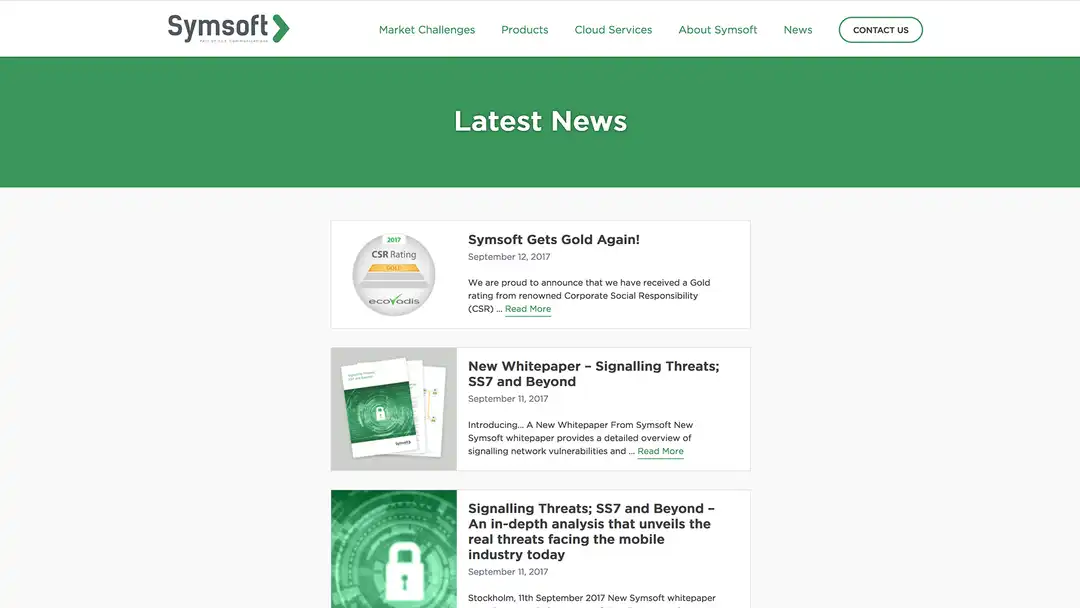 Symsoft
Market Challenges
Products
Cloud Services
About Symsoft
News
CONTACT US
Latest News
2017
CSR Rating
GOLD
ecovadis
Symsoft Gets Gold Again!
September 12, 2017
We are proud to announce that we have received a Gold
rating from renowned Corporate Social Responsibility
(CSR) ... Read More
Symsoft
New Whitepaper – Signalling Threats;
SS7 and Beyond
September 11, 2017
Introducing... A New Whitepaper From Symsoft New
Symsoft whitepaper provides a detailed overview of
signalling network vulnerabilities and ... Read More
Signalling Threats; SS7 and Beyond –
An in-depth analysis that unveils the
real threats facing the mobile
industry today
September 11, 2017
Stockholm, 11th September 2017 New Symsoft whitepaper